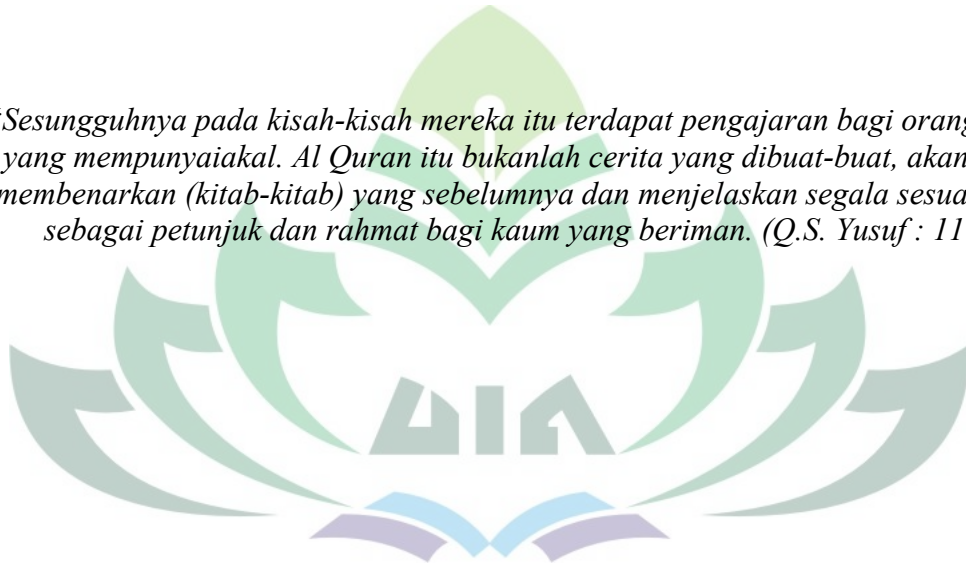 Sesungguhnya pada kisah-kisah mereka itu terdapat pengajaran bagi orang
yang mempunyaiakal. Al Quran itu bukanlah cerita yang dibuat-buat, akan
membenarkan (kitab-kitab) yang sebelumnya dan menjelaskan segala
sebagai petunjuk dan rahmat bagi kaum yang beriman. (Q.S. Yusuf : 11
UIN